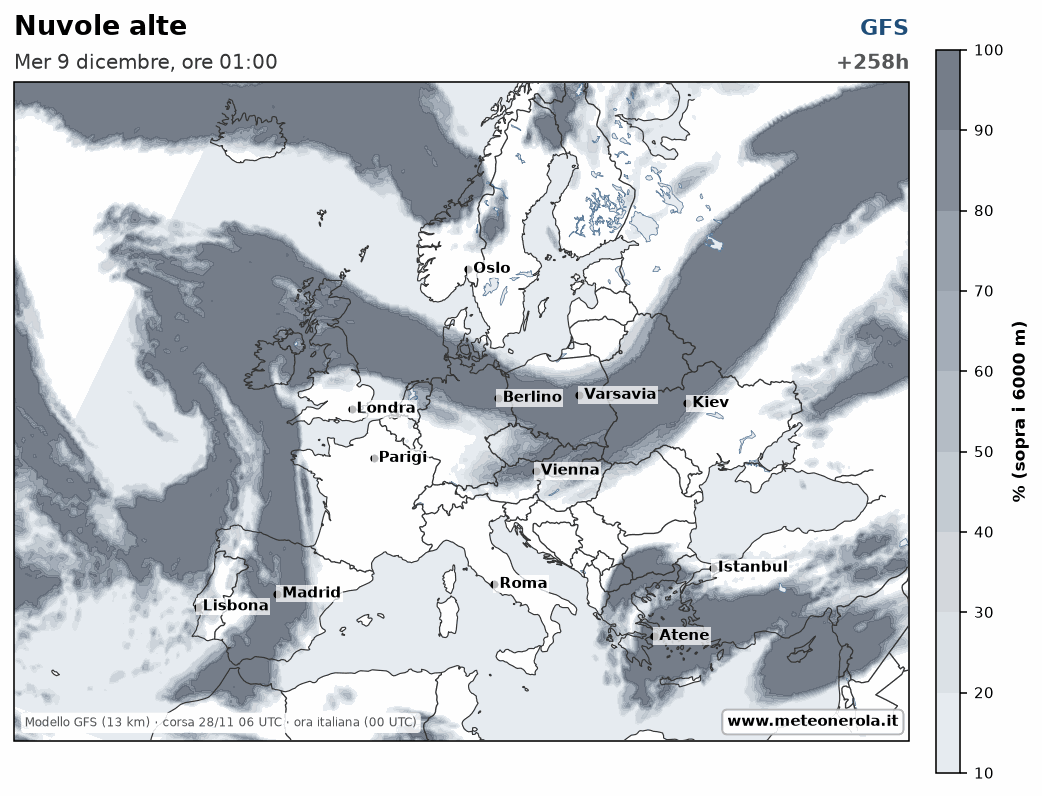 Nuvole alte
GFS
Mer 9 dicembre, ore 01:00
+258h
100
90
80
70
60
50
40
30
20
10
% (sopra i 6000 m)
Oslo
Berlino
Varsavia
Kiev
Londra
Parigi
Vienna
Istanbul
Roma
Madrid
Lisbona
Atene
Modello GFS (13 km) · corsa 28/11 06 UTC · ora italiana (00 UTC)
www.meteonerola.it